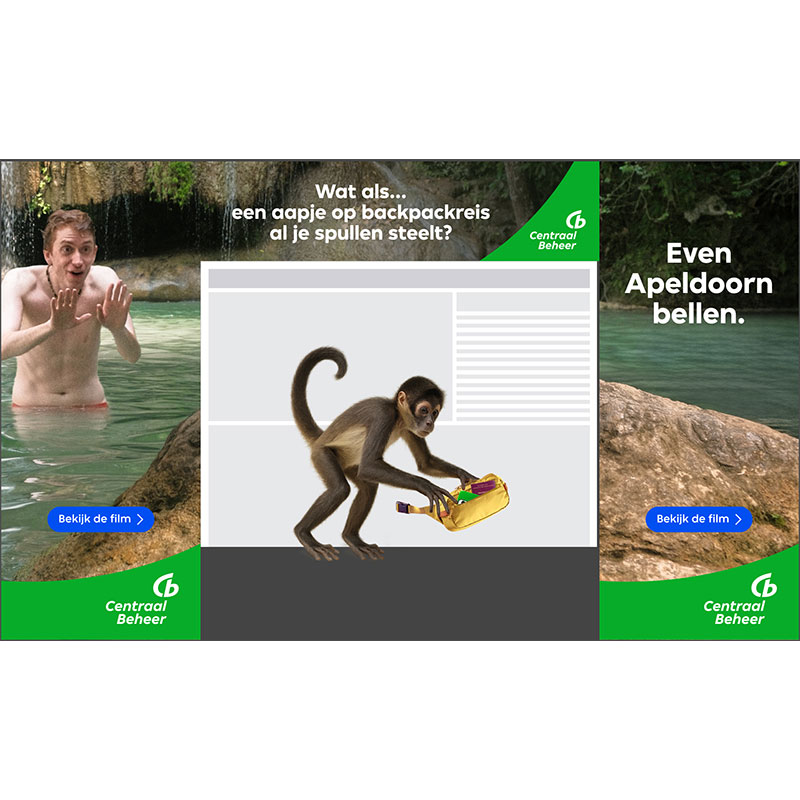 Wat als...
een aapje op backpackreis
al je spullen steelt?
Centraal
Beheer
Even
Apeldoorn
bellen.
Bekijk de film
Bekijk de film
Centraal
Beheer
Centraal
Beheer